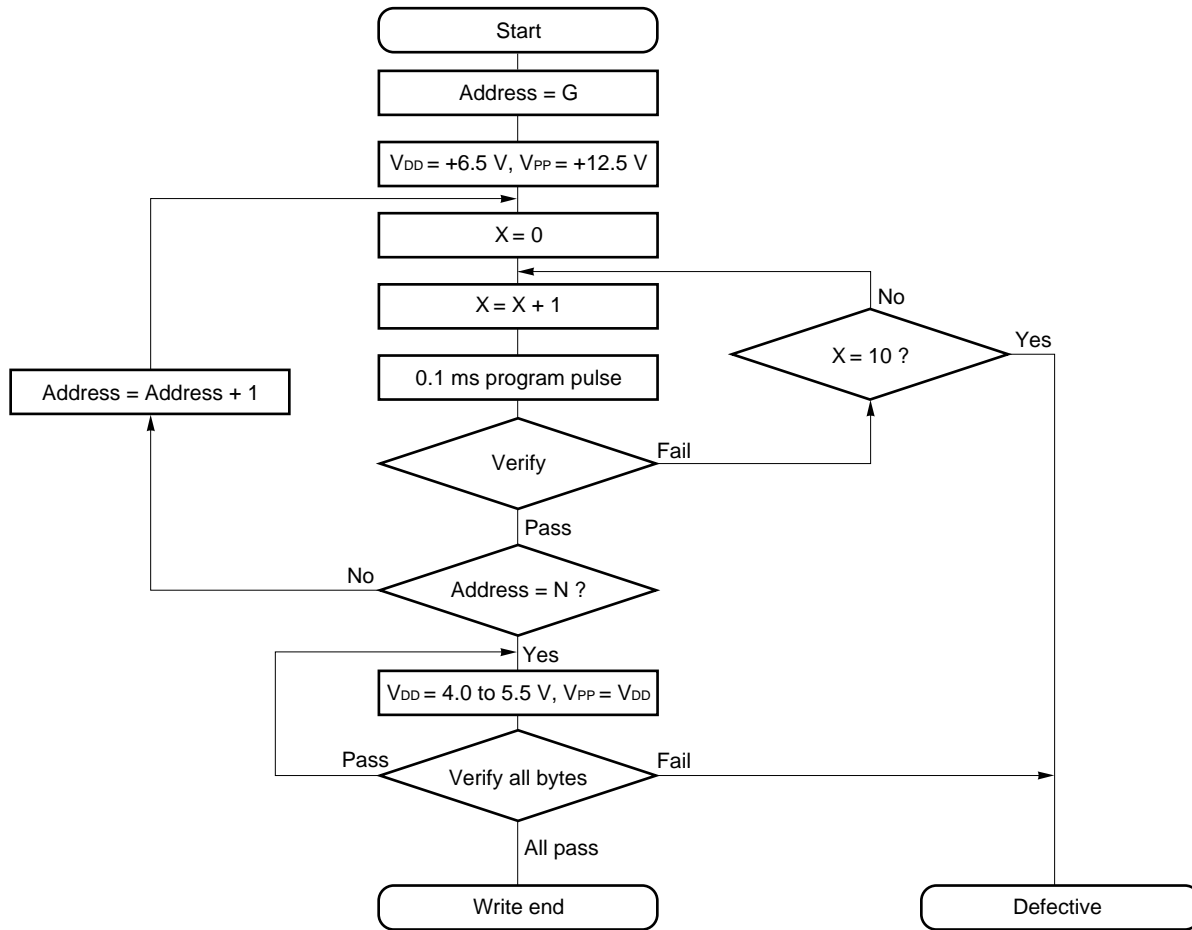 Start
Address = G
VDD = +6.5 V, VPP = +12.5 V
X = 0
X = X + 1
No
X = 10 ?
Yes
0.1 ms program pulse
Address = Address + 1
Verify
Fail
Pass
No
Address = N ?
Yes
VDD = 4.0 to 5.5 V, VPP = VDD
Pass
Verify all bytes
Fail
All pass
Write end
Defective